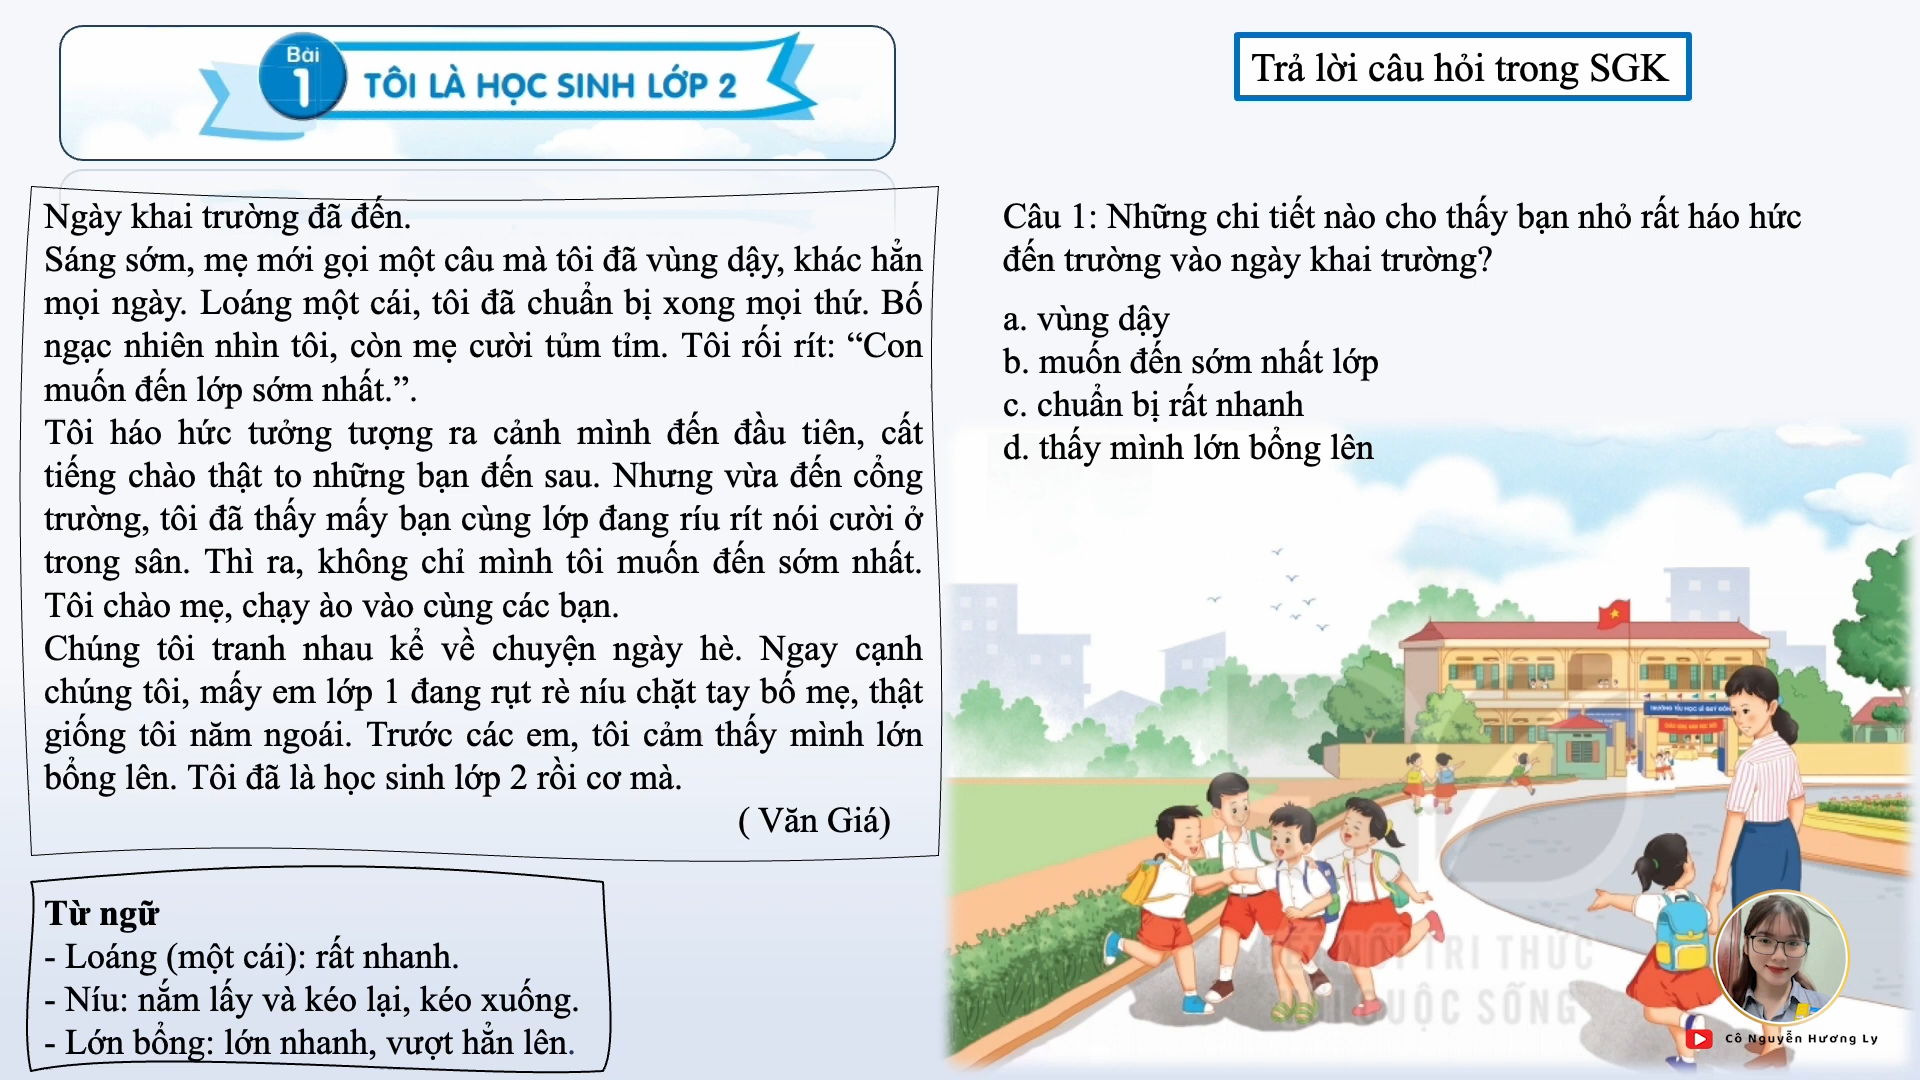 Bài
1
TÔI LÀ HỌC SINH LỚP 2
Trả lời câu hỏi trong SGK
Ngày khai trường đã đến.
Sáng sớm, mẹ mới gọi một câu mà tôi đã vùng dậy, khác hẳn
mọi ngày. Loáng một cái, tôi đã chuẩn bị xong mọi thứ. Bố
ngạc nhiên nhìn tôi, còn mẹ cười tủm tỉm. Tôi rối rít: “Con
muốn đến lớp sớm nhất.”.
Tôi háo hức tưởng tượng ra cảnh mình đến đầu tiên, cất
tiếng chào thật to những bạn đến sau. Nhưng vừa đến cổng
trường, tôi đã thấy mấy bạn cùng lớp đang ríu rít nói cười ở
trong sân. Thì ra, không chỉ mình tôi muốn đến sớm nhất.
Tôi chào mẹ, chạy ào vào cùng các bạn.
Chúng tôi tranh nhau kể về chuyện ngày hè. Ngay cạnh
chúng tôi, mấy em lớp 1 đang rụt rè níu chặt tay bố mẹ, thật
giống tôi năm ngoái. Trước các em, tôi cảm thấy mình lớn
bổng lên. Tôi đã là học sinh lớp 2 rồi cơ mà.
( Văn Giá)
Từ ngữ
- Loáng (một cái): rất nhanh.
- Níu: nắm lấy và kéo lại, kéo xuống.
- Lớn bổng: lớn nhanh, vượt hẳn lên.
Câu 1: Những chi tiết nào cho thấy bạn nhỏ rất háo hức
đến trường vào ngày khai trường?
a. vùng dậy
b. muốn đến sớm nhất lớp
c. chuẩn bị rất nhanh
d. thấy mình lớn bổng lên
TRƯỜNG TIỂU HỌC LÊ QUÝ ĐÔN
KẾT NỐI TRI THỨC
VỚI CUỘC SỐNG
Cô Nguyễn Hương Ly